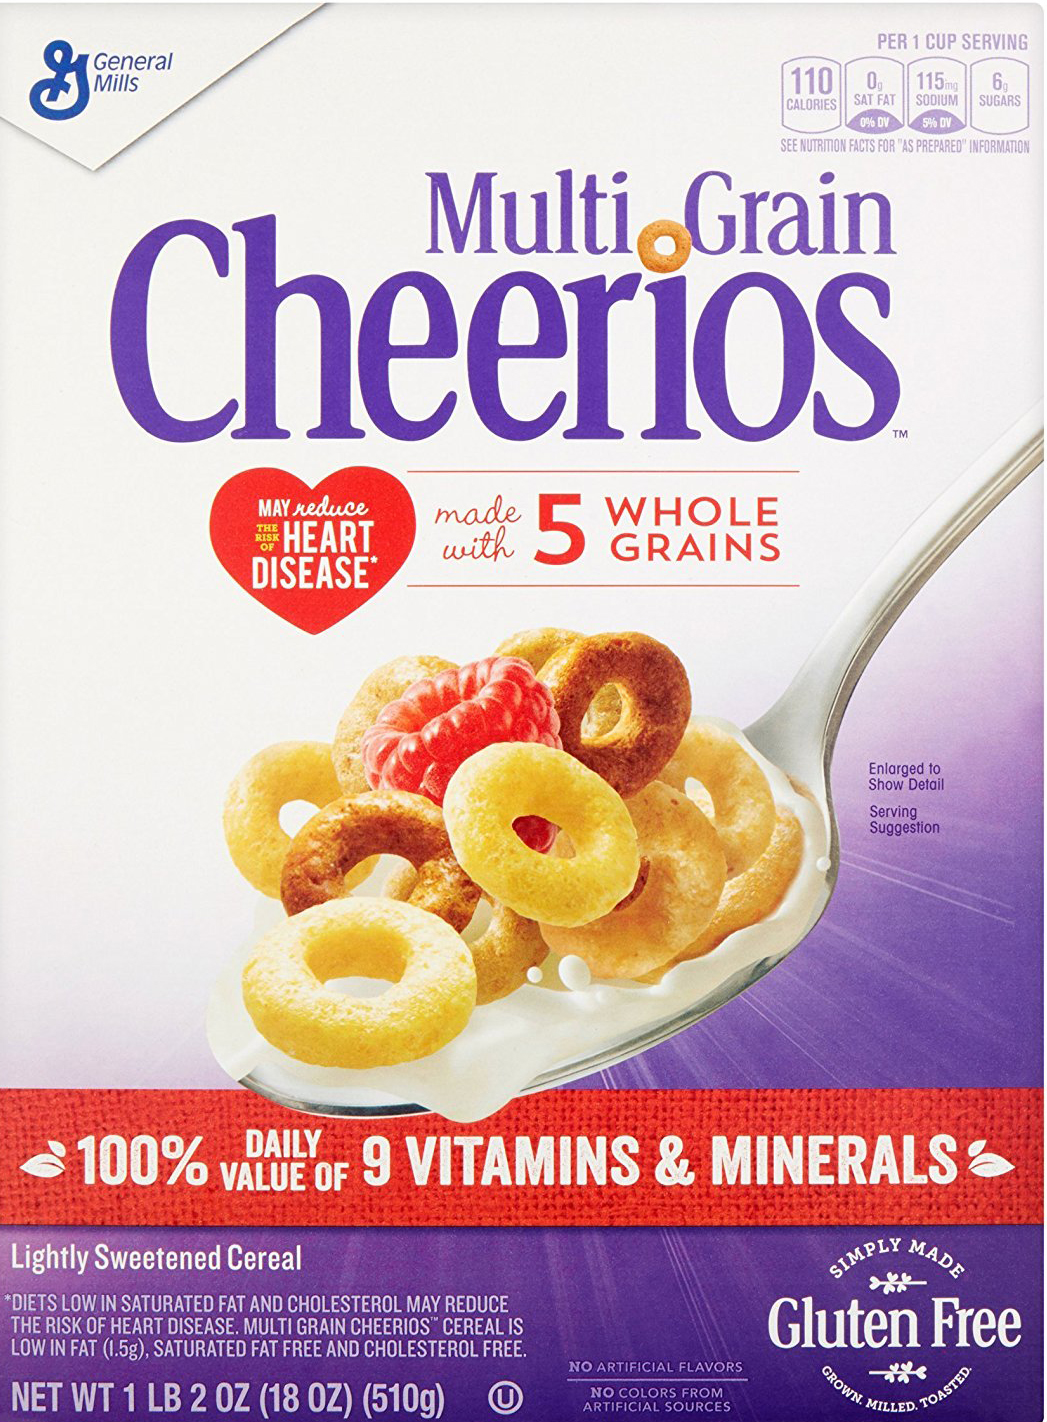 General
Mills
PER 1 CUP SERVING
110
CALORIES
0g
SAT FAT
0% DV
115mg
SODIUM
5% DV
6g
SUGARS
SEE NUTRITION FACTS FOR "AS PREPARED" INFORMATION
Multi Grain
Cheerios™
MAY reduce
THE RISK OF HEART
DISEASE*
made with 5 WHOLE GRAINS
Enlarged to
Show Detail
Serving
Suggestion
100% DAILY VALUE OF 9 VITAMINS & MINERALS
Lightly Sweetened Cereal
*DIETS LOW IN SATURATED FAT AND CHOLESTEROL MAY REDUCE
THE RISK OF HEART DISEASE. MULTI GRAIN CHEERIOS™ CEREAL IS
LOW IN FAT (1.5g), SATURATED FAT FREE AND CHOLESTEROL FREE.
NET WT 1 LB 2 OZ (18 OZ) (510g)
U
NO ARTIFICIAL FLAVORS
NO COLORS FROM
ARTIFICIAL SOURCES
SIMPLY MADE
Gluten Free
GROWN. MILLED. TOASTED.